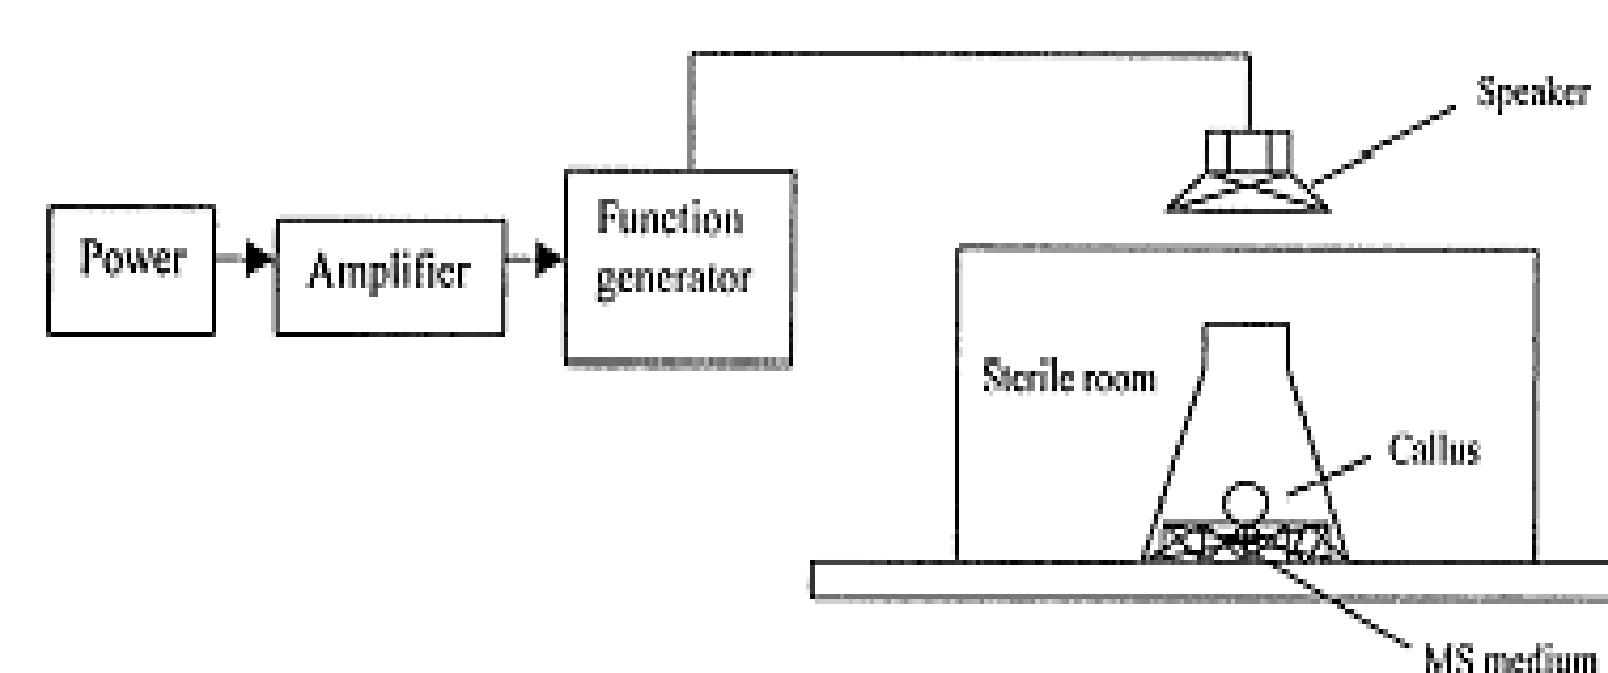 Speaker
Power
Amplifier
Function
generator
Sterile room
Callus
MS medium